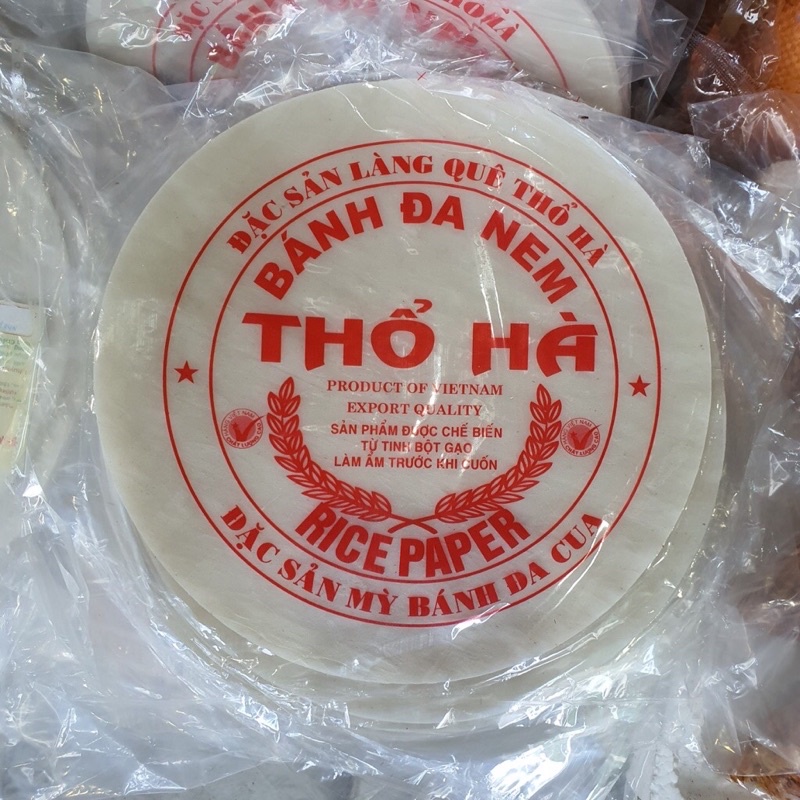 ĐẶC SẢN LÀNG QUÊ THỔ HÀ
BÁNH ĐA NEM
THỔ HÀ
PRODUCT OF VIETNAM
EXPORT QUALITY
SẢN PHẨM ĐƯỢC CHẾ BIẾN
TỪ TINH BỘT GẠO
LÀM ẨM TRƯỚC KHI CUỐN
RICE PAPER
ĐẶC SẢN MỲ BÁNH ĐA CUA